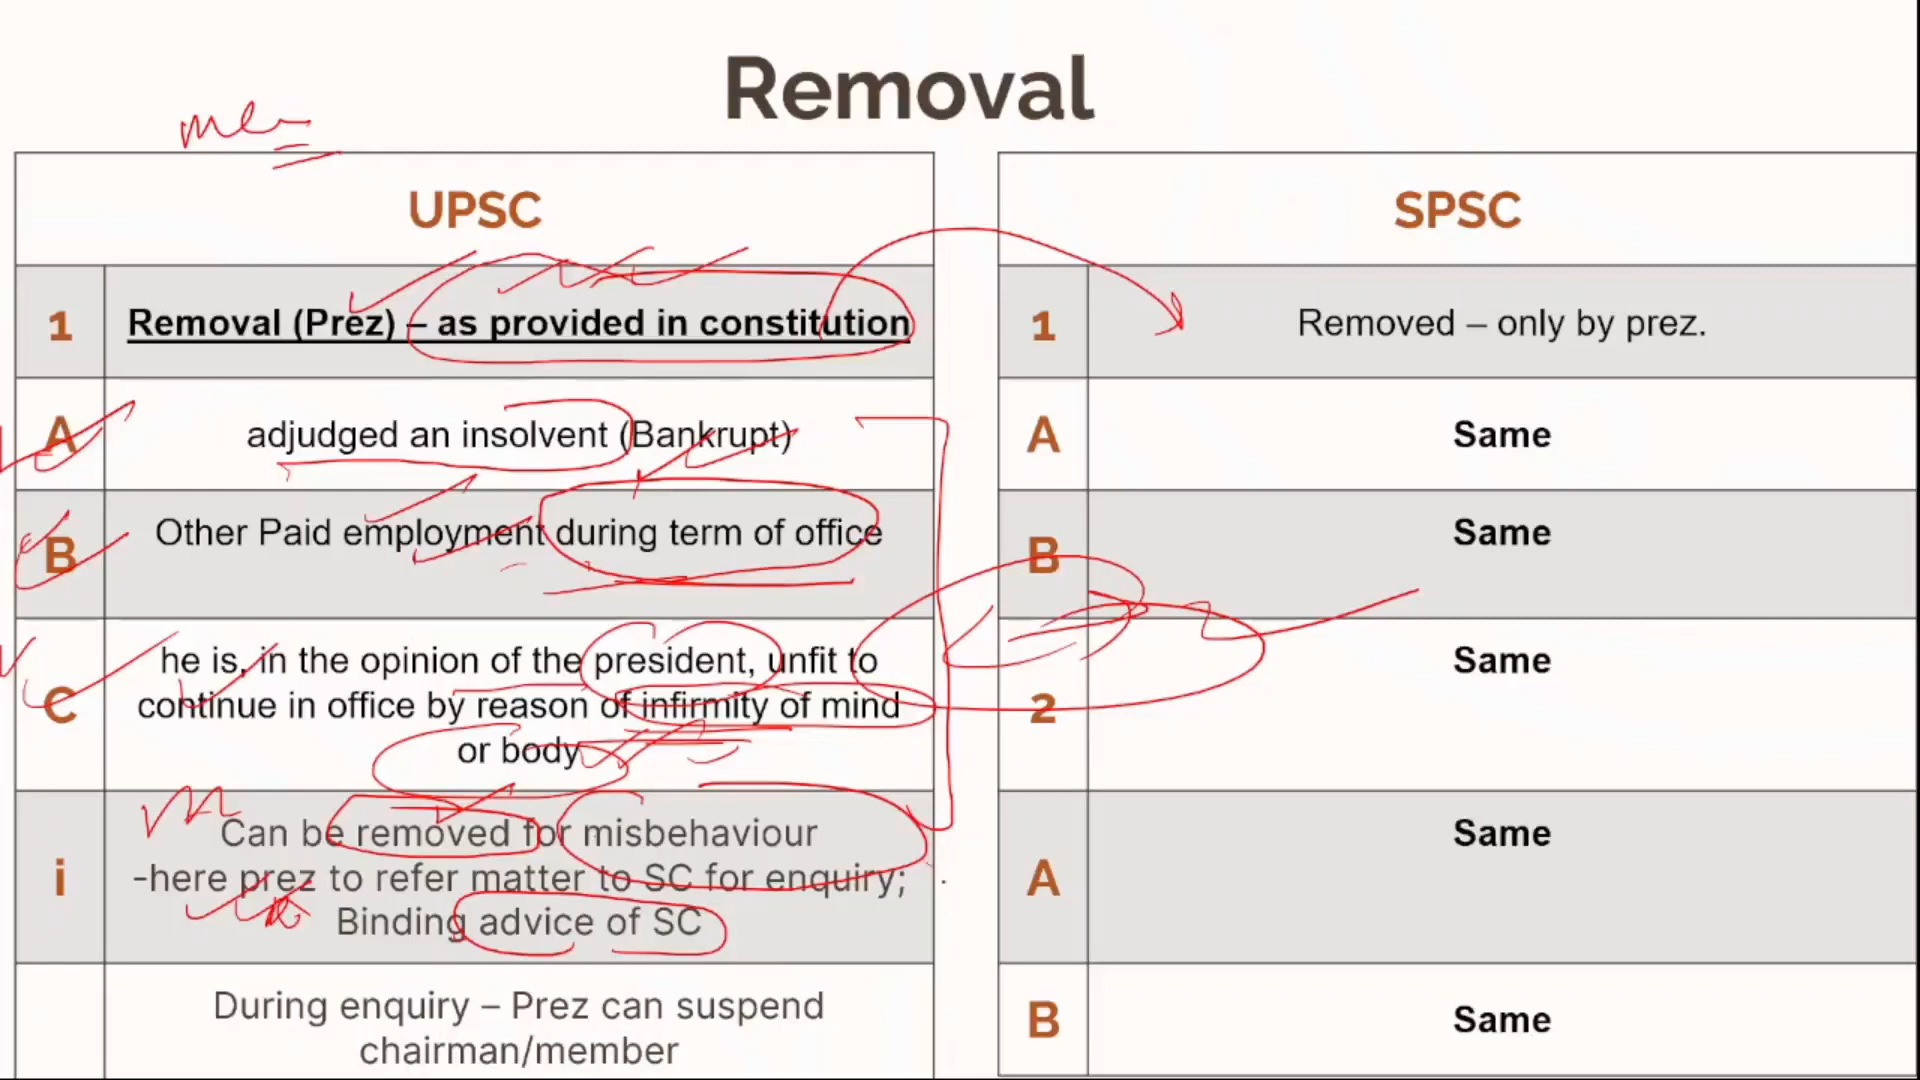 Removal
UPSC
1
Removal (Prez) – as provided in constitution
A
adjudged an insolvent (Bankrupt)
B
Other Paid employment during term of office
C
he is, in the opinion of the president, unfit to
continue in office by reason of infirmity of mind
or body
i
Can be removed for misbehaviour
-here prez to refer matter to SC for enquiry;
Binding advice of SC
During enquiry – Prez can suspend
chairman/member
SPSC
1
Removed – only by prez.
A
Same
B
Same
2
Same
A
Same
B
Same